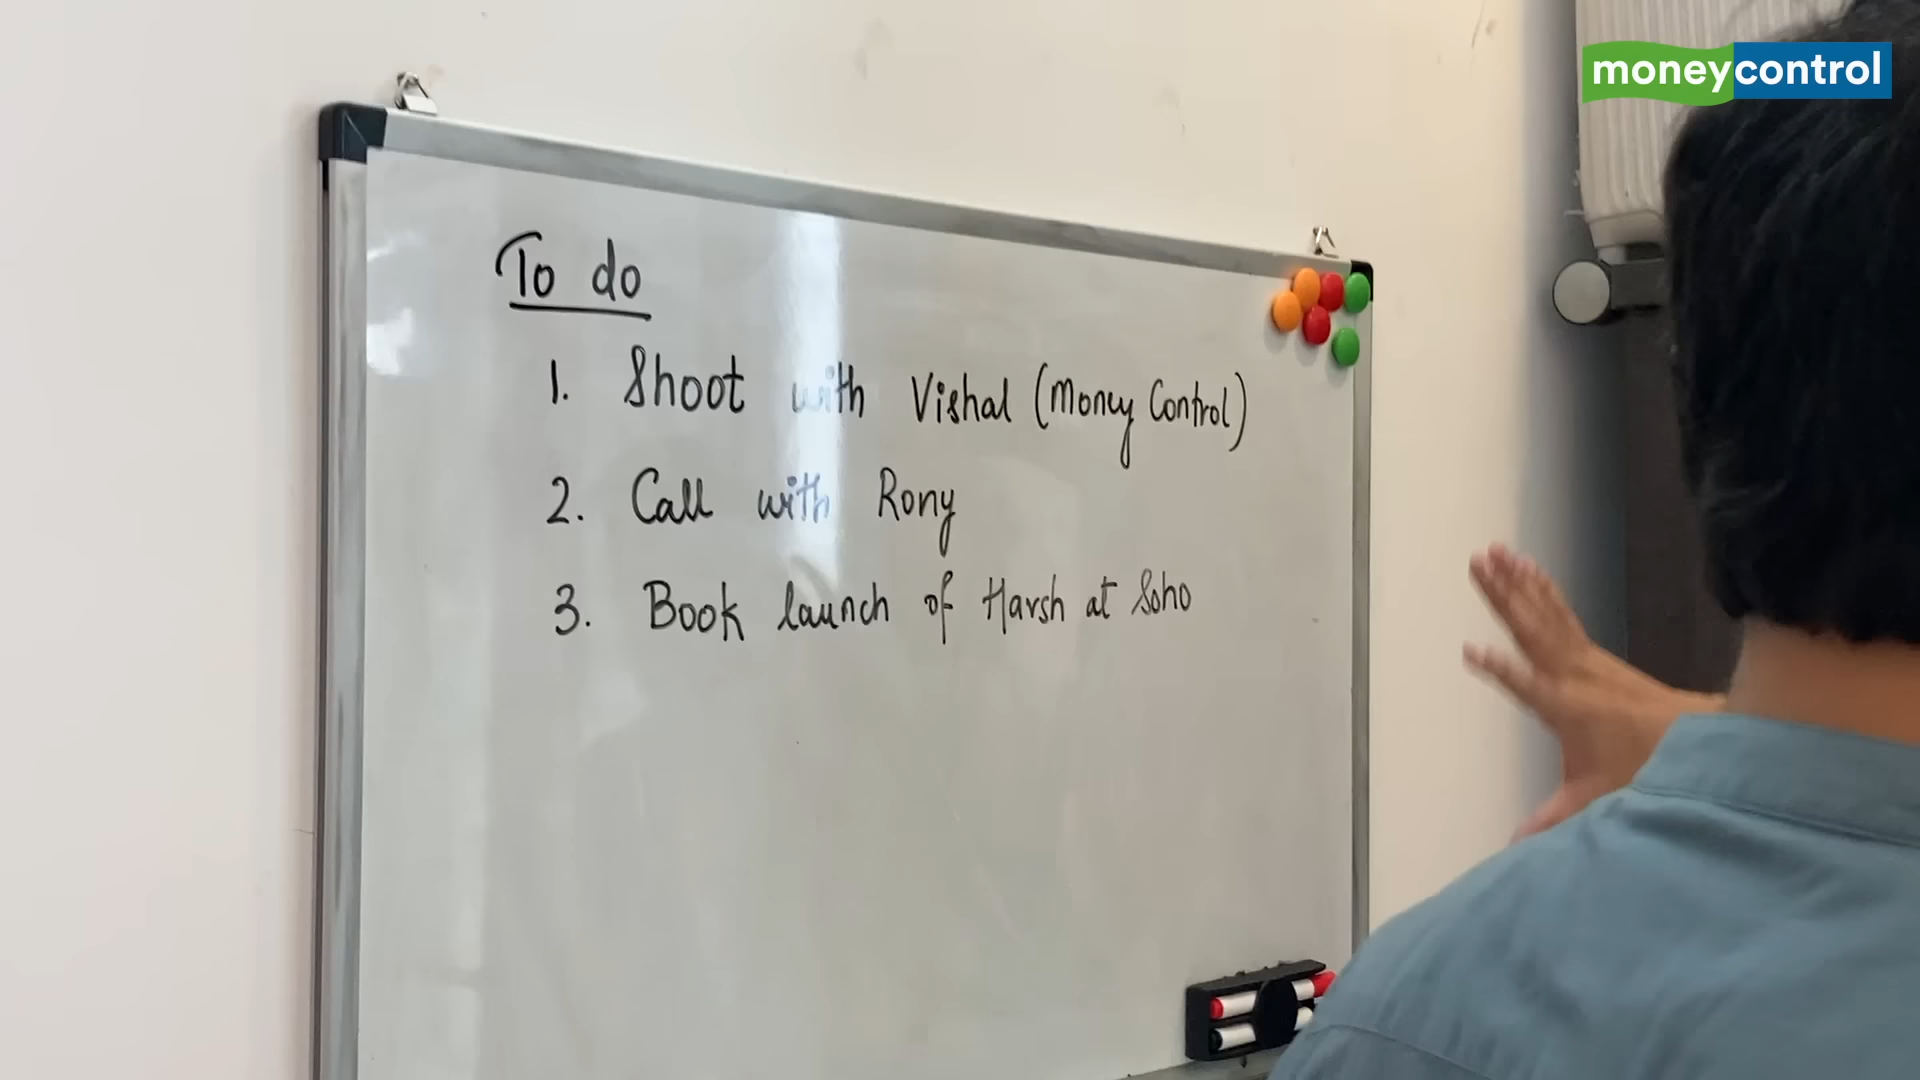 moneycontrol
To do
1. Shoot with Vishal (Money Control)
2. Call with Rony
3. Book launch of Harsh at Soho